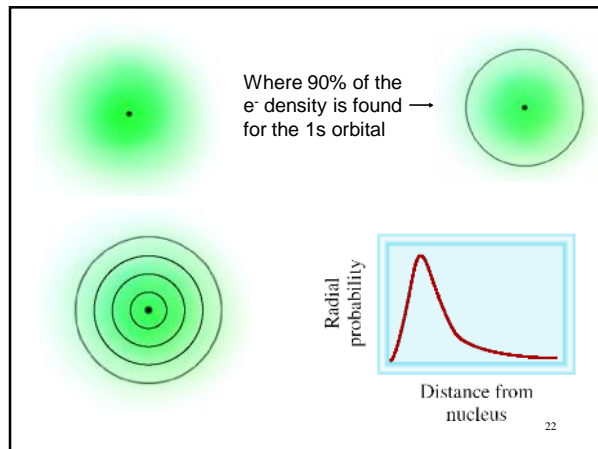 Where 90% of the
e- density is found
for the 1s orbital
Radial
probability
Distance from
nucleus
22